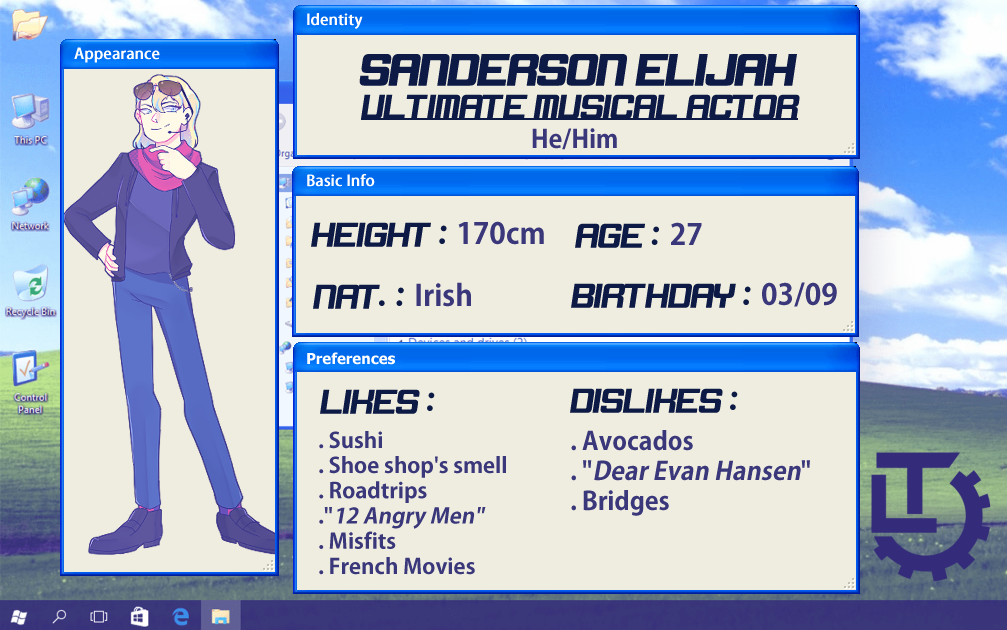 Identity
SANDERSON ELIJAH
ULTIMATE MUSICAL ACTOR
He/Him
Appearance
This PC
Network
Recycle Bin
Control
Panel
Basic Info
HEIGHT : 170cm
AGE : 27
NAT. : Irish
BIRTHDAY : 03/09
Preferences
LIKES :
. Sushi
. Shoe shop's smell
. Roadtrips
."12 Angry Men"
. Misfits
. French Movies
DISLIKES :
. Avocados
. "Dear Evan Hansen"
. Bridges
LT